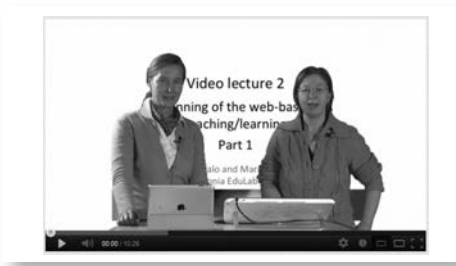 Video lecture 2
nning of the web-bas
aching/learning
Part 1
alo and Mar
onia EduLab
00:00 / 10:26